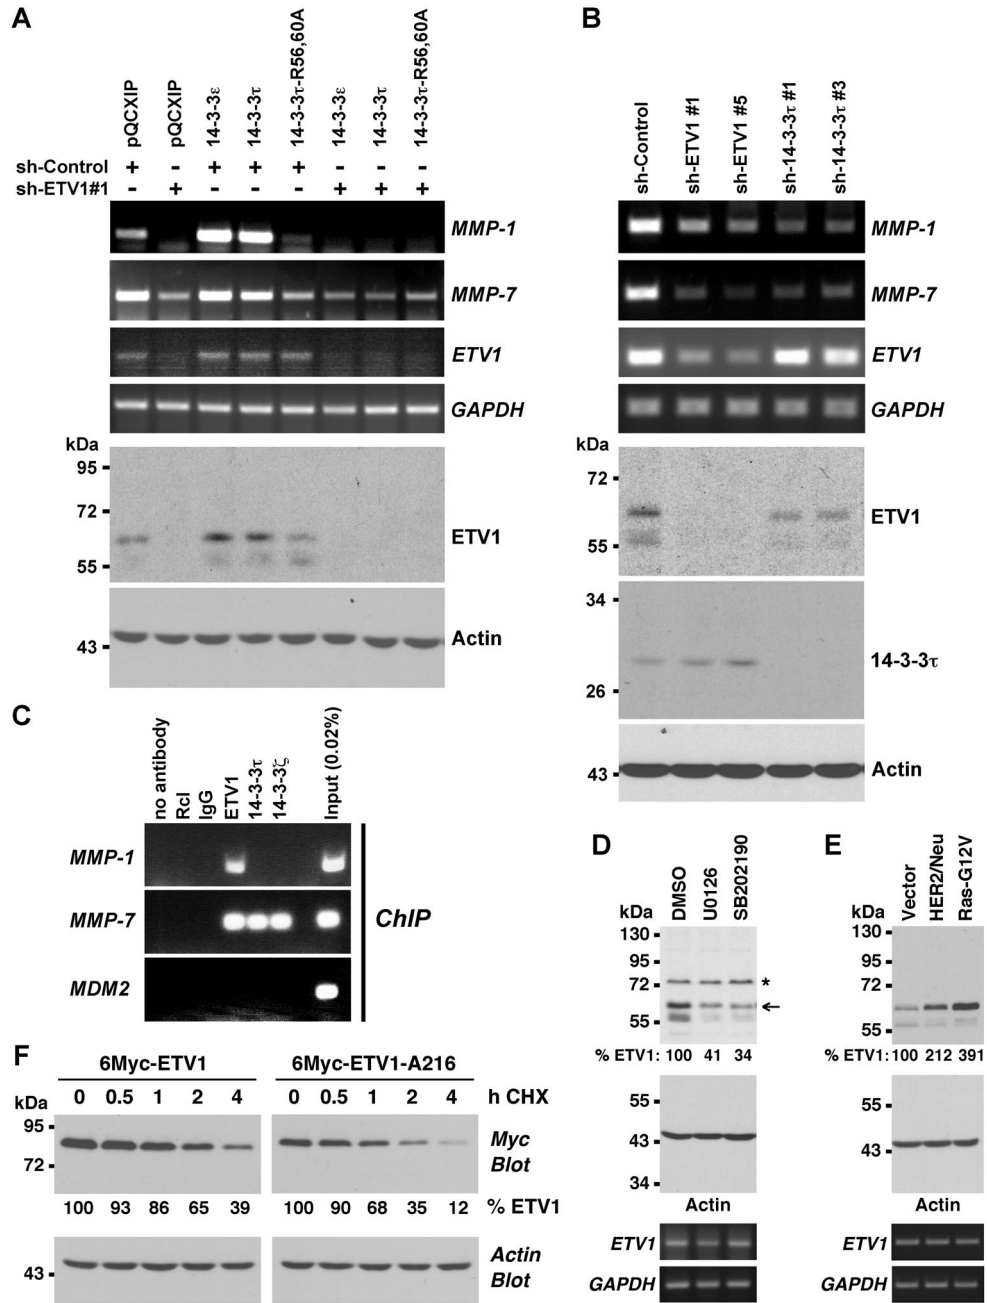 A
pQCXIP pQCXIP 14-3-3ε 14-3-3τ 14-3-3τ-R56,60A 14-3-3ε 14-3-3τ 14-3-3τ-R56,60A
sh-Control + - + + + - - -
sh-ETV1#1 - + - - - + + +
MMP-1
MMP-7
ETV1
GAPDH
kDa
95
72
ETV1
55
Actin
43
B
sh-Control sh-ETV1 #1 sh-ETV1 #5 sh-14-3-3τ #1 sh-14-3-3τ #3
MMP-1
MMP-7
ETV1
GAPDH
kDa
72
ETV1
55
34
14-3-3τ
26
Actin
43
C
no antibody Rcl IgG ETV1 14-3-3τ 14-3-3ζ Input (0.02%)
MMP-1
MMP-7
MDM2
ChIP
D
DMSO U0126 SB202190
kDa
130
95
72
*
←
55
% ETV1: 100 41 34
55
43
34
Actin
ETV1
GAPDH
E
Vector HER2/Neu Ras-G12V
kDa
130
95
72
55
% ETV1: 100 212 391
55
43
Actin
ETV1
GAPDH
F
6Myc-ETV1 6Myc-ETV1-A216
0 0.5 1 2 4 0 0.5 1 2 4 h CHX
kDa
95
72
Myc
Blot
100 93 86 65 39 100 90 68 35 12 % ETV1
43
Actin
Blot